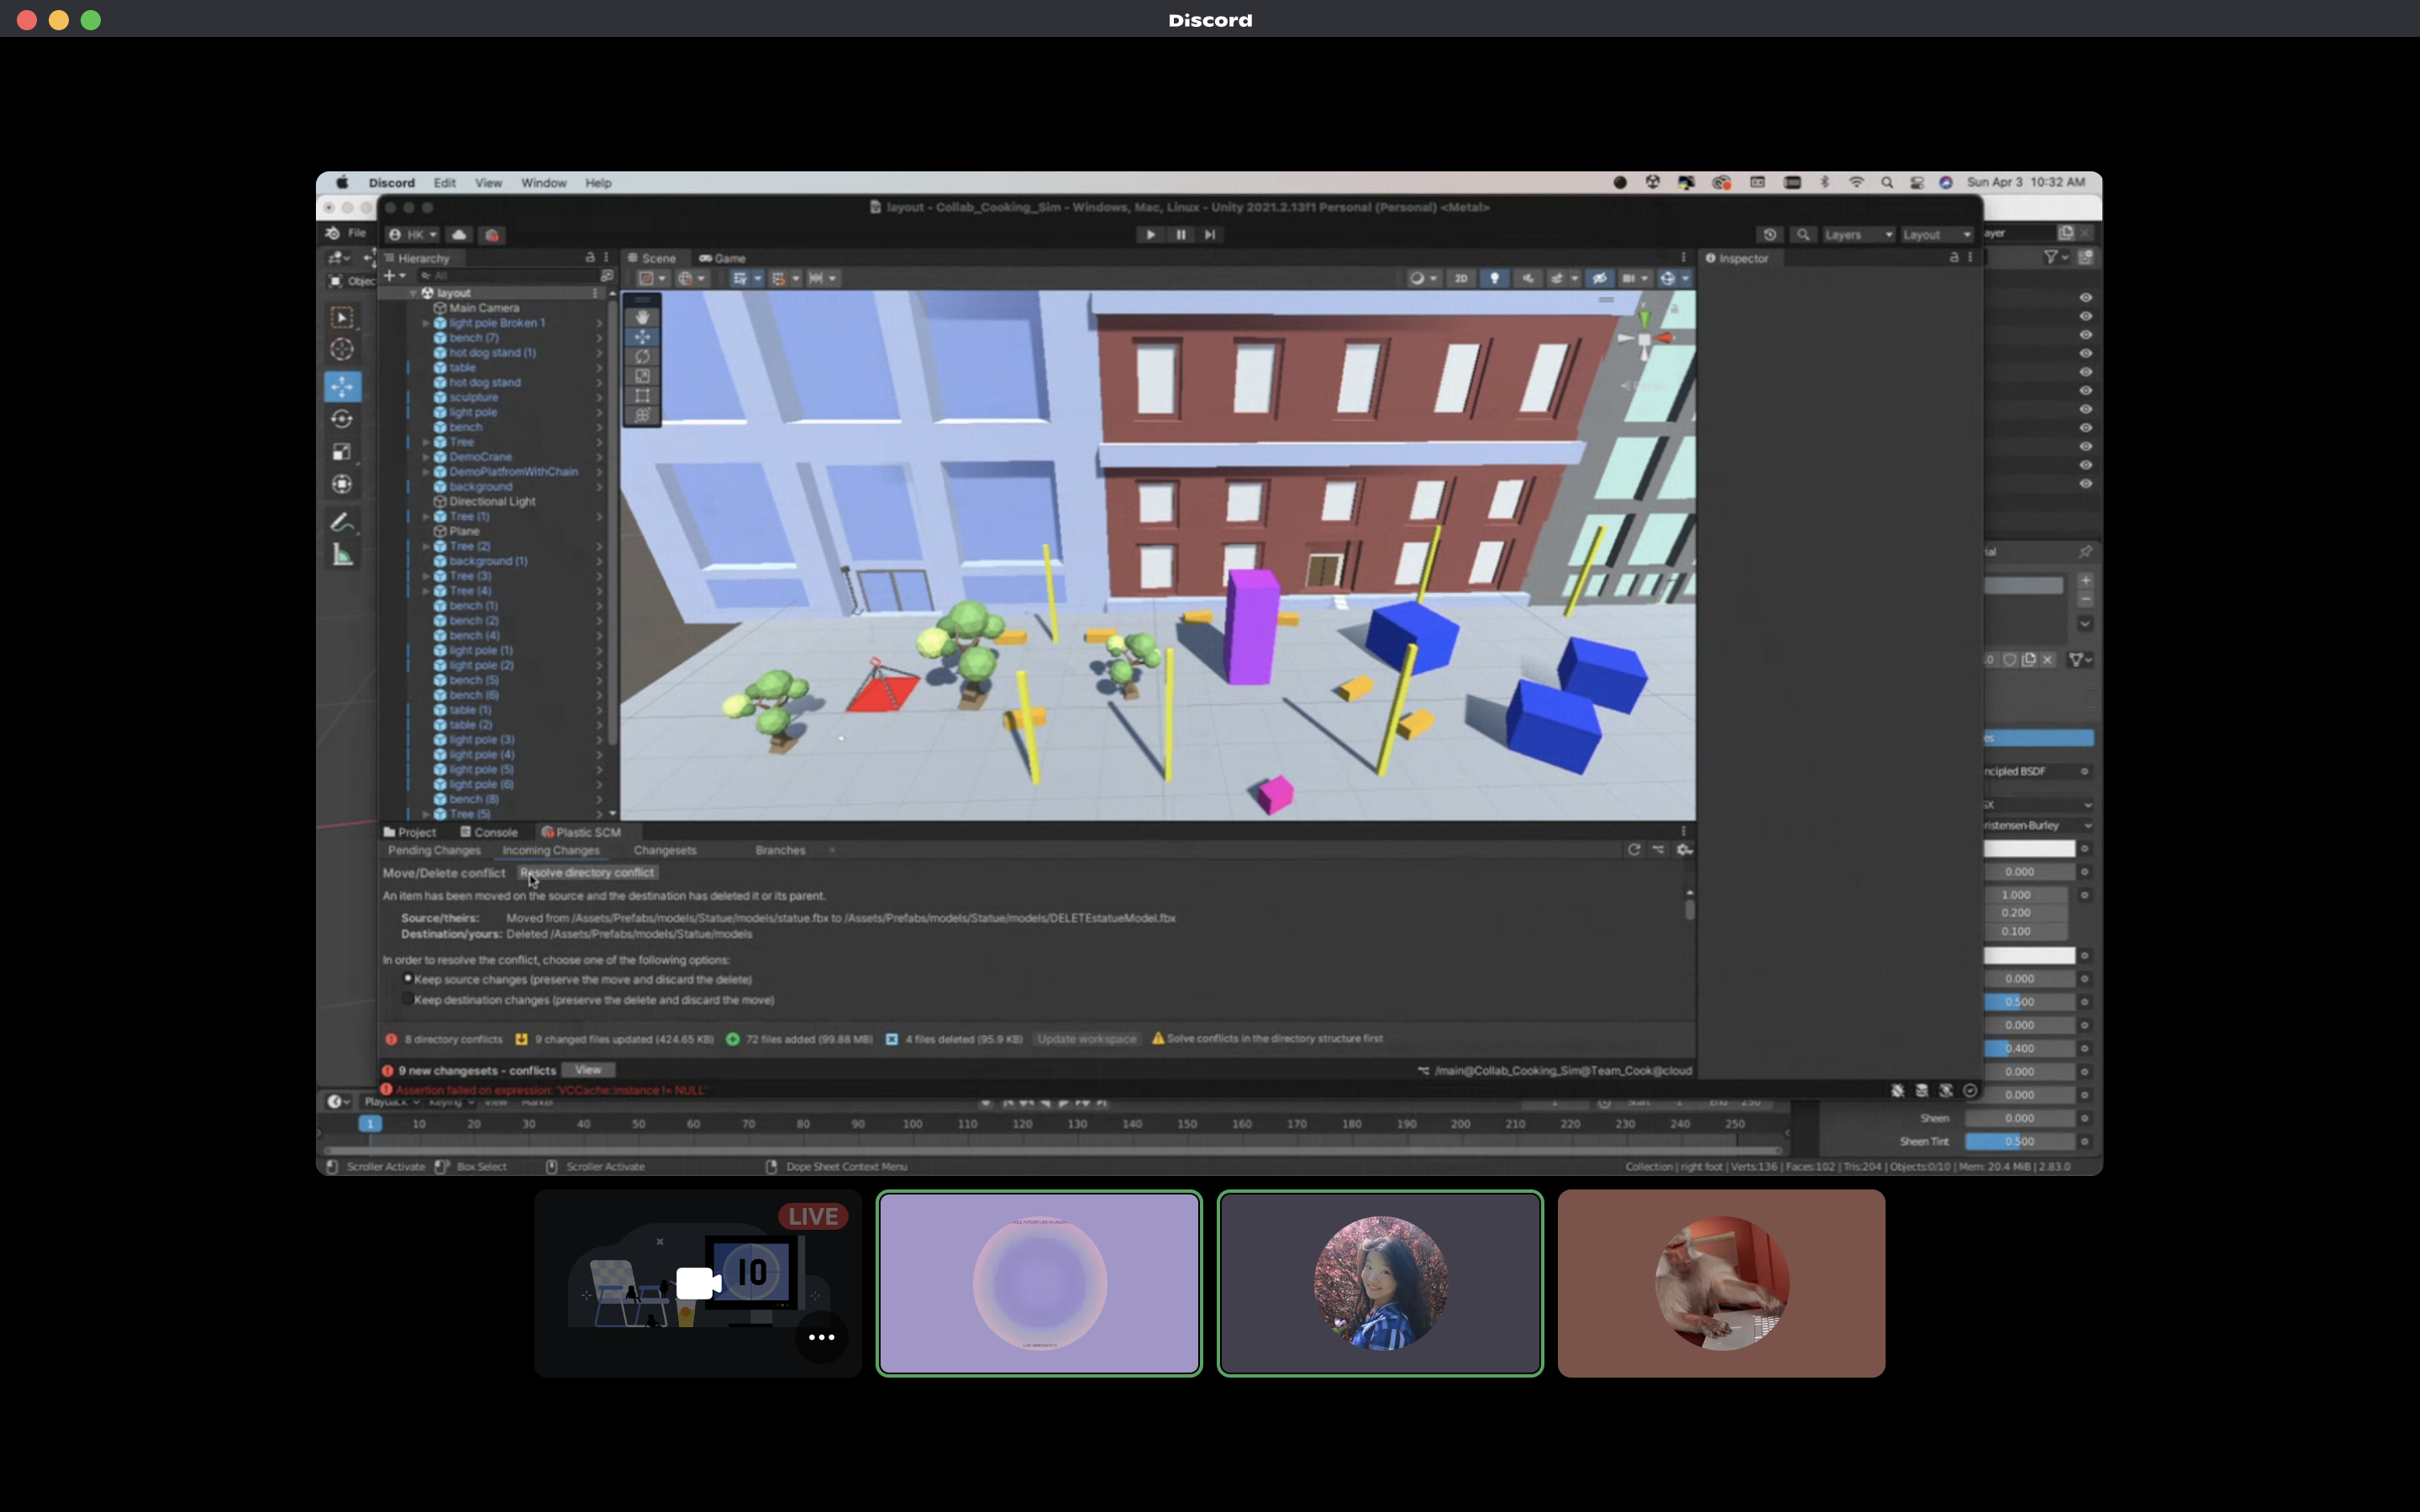 Discord
Discord Edit View Window Help
Sun Apr 3 10:32 AM
layout - Collab_Cooking_Sim - Windows, Mac, Linux - Unity 2021.2.13f1 Personal (Personal) <Metal>
File
HK
Layers Layout
ayer
Hierarchy
Scene Game
Inspector
All
2D
Objec
layout
Main Camera
light pole Broken 1
bench (7)
hot dog stand (1)
table
hot dog stand
sculpture
light pole
bench
Tree
DemoCrane
DemoPlatfromWithChain
background
Directional Light
Tree (1)
Plane
Tree (2)
background (1)
Tree (3)
Tree (4)
bench (1)
bench (2)
bench (4)
light pole (1)
light pole (2)
bench (5)
bench (6)
table (1)
table (2)
light pole (3)
light pole (4)
light pole (5)
light pole (6)
bench (8)
Tree (5)
ial
es
ncipled BSDF
GX
ristensen-Burley
Project Console Plastic SCM
Pending Changes Incoming Changes Changesets Branches
Move/Delete conflict Resolve directory conflict
An item has been moved on the source and the destination has deleted it or its parent.
Source/theirs: Moved from /Assets/Prefabs/models/Statue/models/statue.fbx to /Assets/Prefabs/models/Statue/models/DELETEstatueModel.fbx
Destination/yours: Deleted /Assets/Prefabs/models/Statue/models
In order to resolve the conflict, choose one of the following options:
Keep source changes (preserve the move and discard the delete)
Keep destination changes (preserve the delete and discard the move)
8 directory conflicts 9 changed files updated (424.65 KB) 72 files added (99.88 MB) 4 files deleted (95.9 KB) Update workspace Solve conflicts in the directory structure first
9 new changesets - conflicts View
/main@Collab_Cooking_Sim@Team_Cook@cloud
Assertion failed on expression: 'VCCache::instance != NULL'
0.000
1.000
0.200
0.100
0.000
0.500
0.000
0.400
0.000
0.000
Sheen 0.000
Sheen Tint 0.500
Playback Keying View Marker
1 Start 1 End 250
1 10 20 30 40 50 60 70 80 90 100 110 120 130 140 150 160 170 180 190 200 210 220 230 240 250
Scroller Activate Box Select Scroller Activate Dope Sheet Context Menu
Collection | right foot | Verts:136 | Faces:102 | Tris:204 | Objects:0/10 | Mem: 20.4 MiB | 2.83.0
LIVE
10